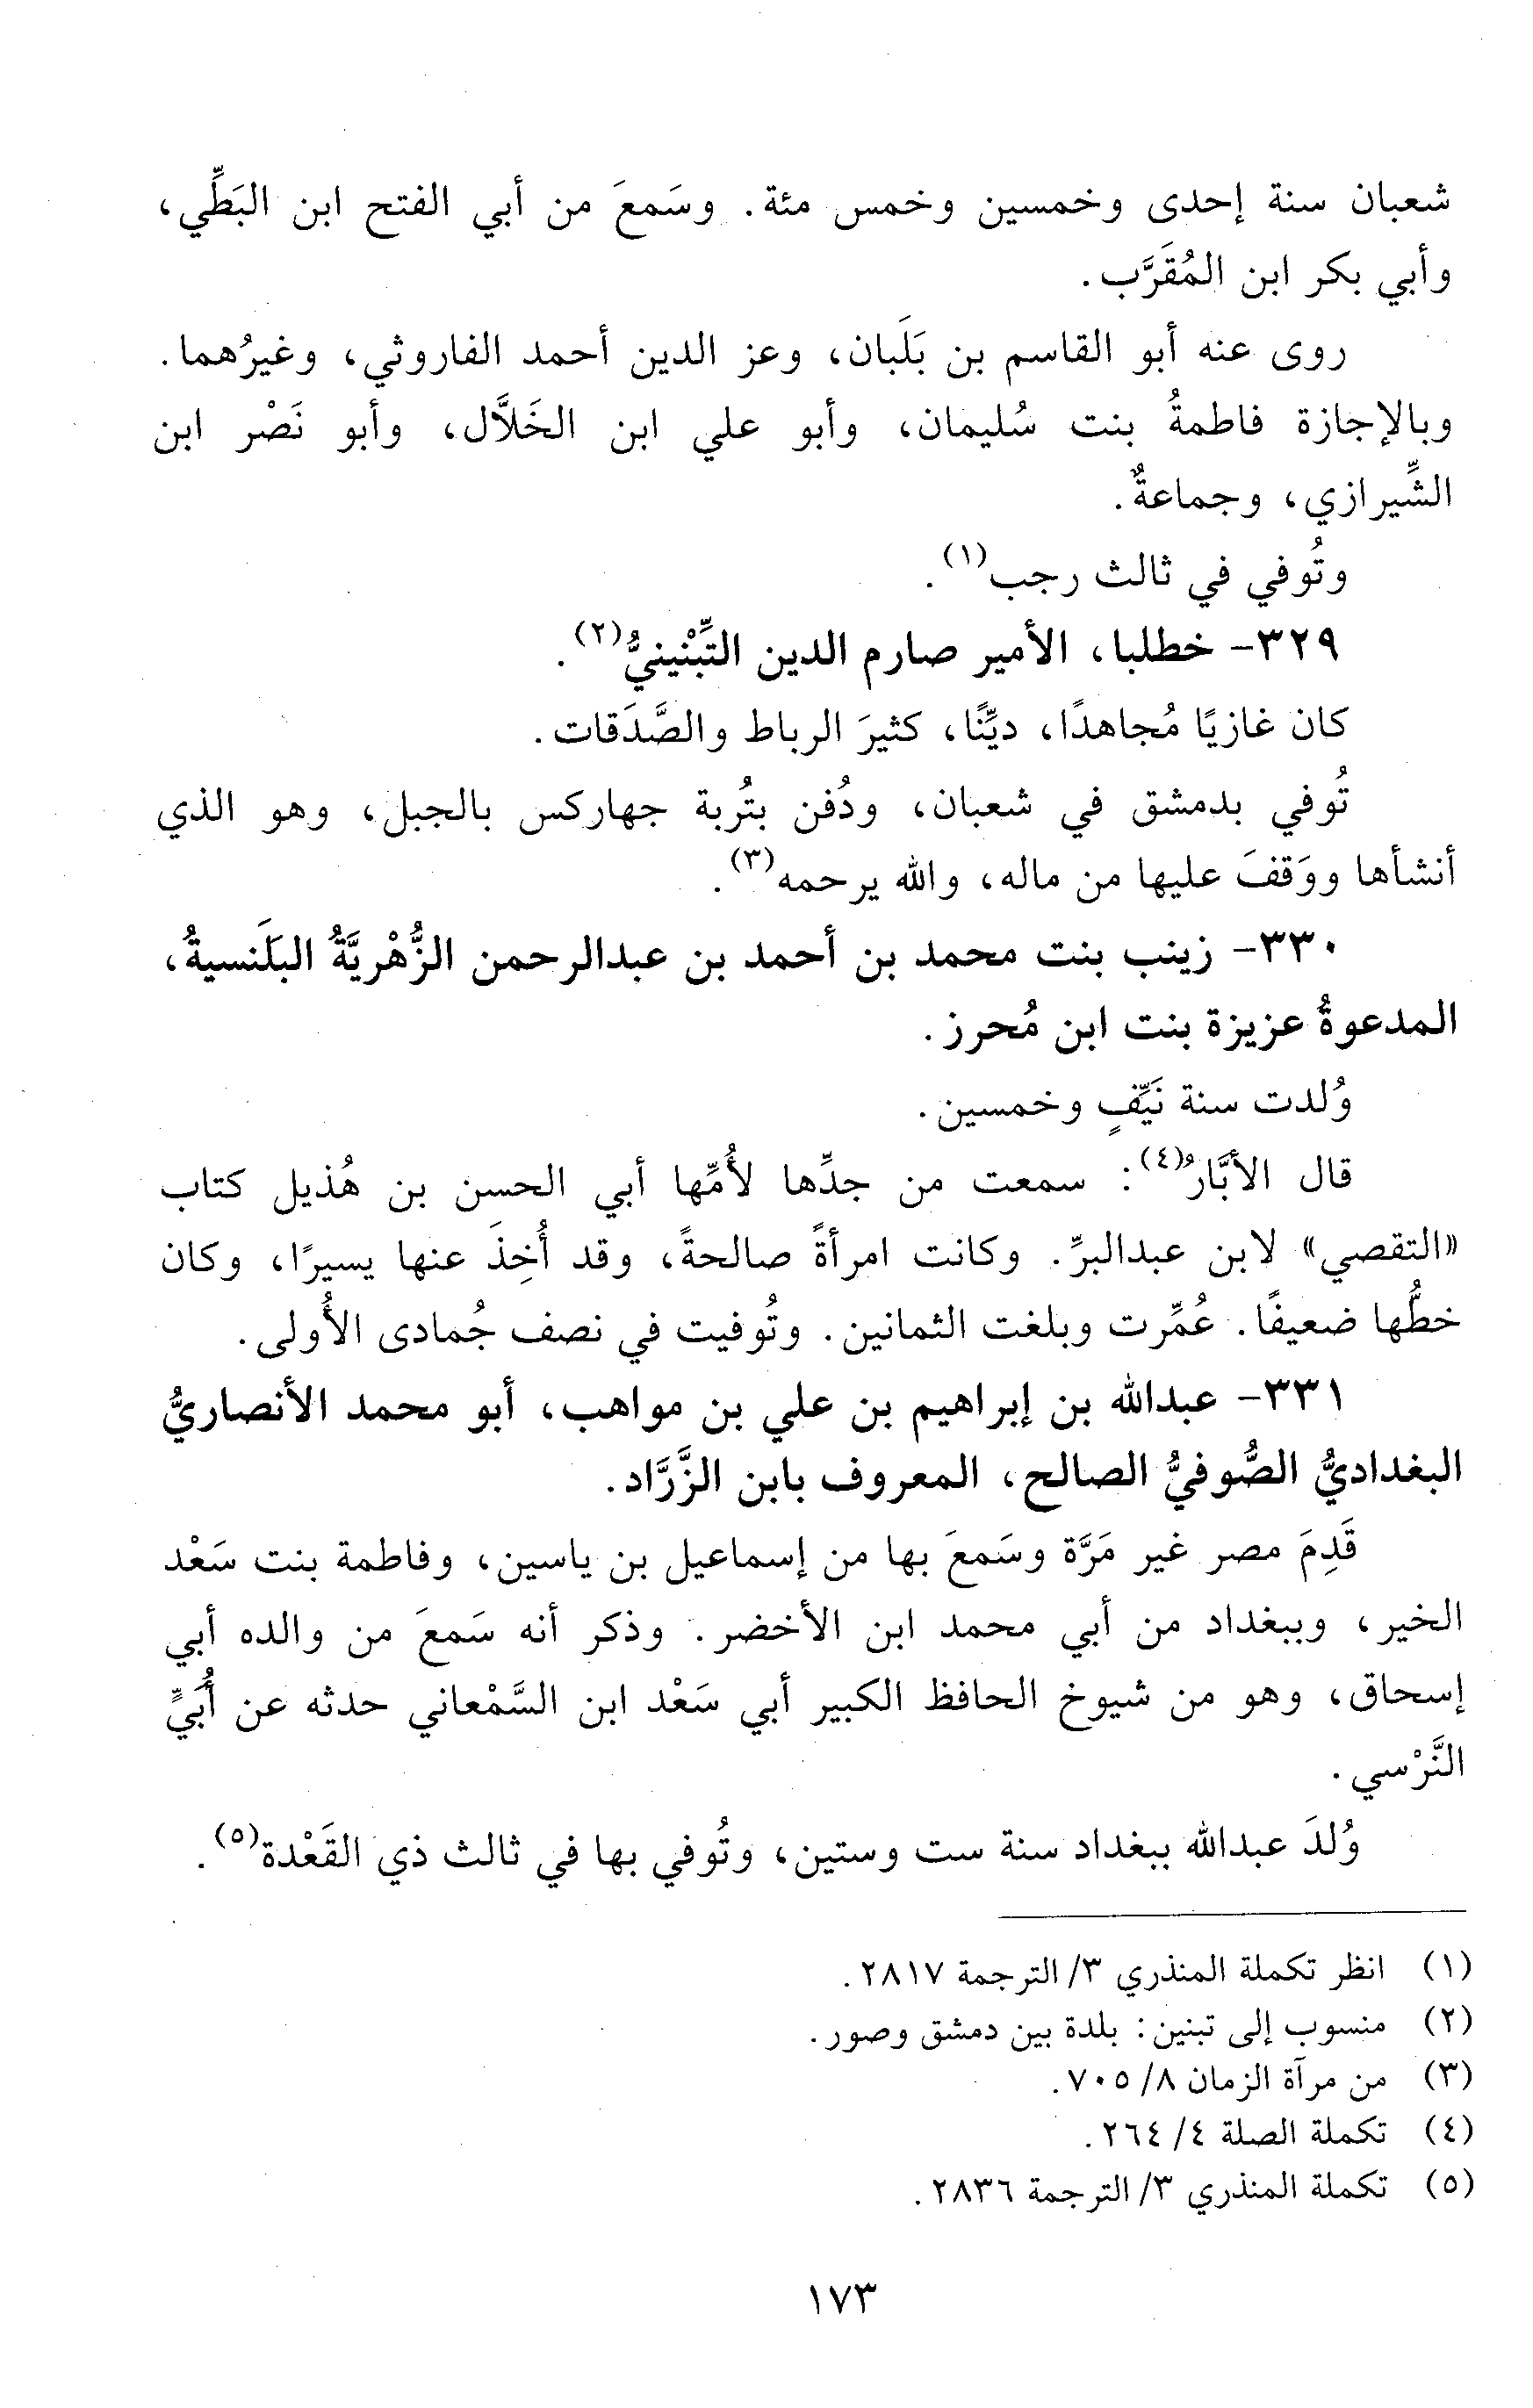 شعبان سنة إحدى وخمسين وخمس مئة. وسَمعَ من أبي الفتح ابن البَطِّي،
وأبي بكر ابن المُقَرَّب.
روى عنه أبو القاسم بن بَلَبان، وعز الدين أحمد الفاروثي، وغيرُهما.
وبالإجازة فاطمةُ بنت سُليمان، وأبو علي ابن الخَلاَّل، وأبو نَصْر ابن
الشِّيرازي، وجماعةٌ.
وتُوفي في ثالث رجب(١).
٣٢٩- خطلبا، الأمير صارم الدين التِّبْنينيُّ(٢).
كان غازيًا مُجاهدًا، ديِّنًا، كثيرَ الرباط والصَّدَقات.
تُوفي بدمشق في شعبان، ودُفن بتُربة جهاركس بالجبل، وهو الذي
أنشأها ووَقفَ عليها من ماله، والله يرحمه(٣).
٣٣٠- زينب بنت محمد بن أحمد بن عبدالرحمن الزُّهْريَّةُ البَلَنسيةُ،
المدعوةُ عزيزة بنت ابن مُحرز.
وُلدت سنة نَيِّفٍ وخمسين.
قال الأبَّارُ(٤): سمعت من جدِّها لأُمِّها أبي الحسن بن هُذيل كتاب
«التقصي» لابن عبدالبرِّ. وكانت امرأةً صالحةً، وقد أُخِذَ عنها يسيرًا، وكان
خطُّها ضعيفًا. عُمِّرت وبلغت الثمانين. وتُوفيت في نصف جُمادى الأُولى.
٣٣١- عبدالله بن إبراهيم بن علي بن مواهب، أبو محمد الأنصاريُّ
البغداديُّ الصُّوفيُّ الصالح، المعروف بابن الزَّرَّاد.
قَدِمَ مصر غير مَرَّة وسَمعَ بها من إسماعيل بن ياسين، وفاطمة بنت سَعْد
الخير، وببغداد من أبي محمد ابن الأخضر. وذكر أنه سَمعَ من والده أبي
إسحاق، وهو من شيوخ الحافظ الكبير أبي سَعْد ابن السَّمْعاني حدثه عن أُبَيٍّ
النَّرْسي.
وُلدَ عبدالله ببغداد سنة ست وستين، وتُوفي بها في ثالث ذي القَعْدة(٥).
(١) انظر تكملة المنذري ٣/ الترجمة ٢٨١٧.
(٢) منسوب إلى تبنين: بلدة بين دمشق وصور.
(٣) من مرآة الزمان ٨/ ٧٠٥.
(٤) تكملة الصلة ٤/ ٢٦٤.
(٥) تكملة المنذري ٣/ الترجمة ٢٨٣٦.
١٧٣